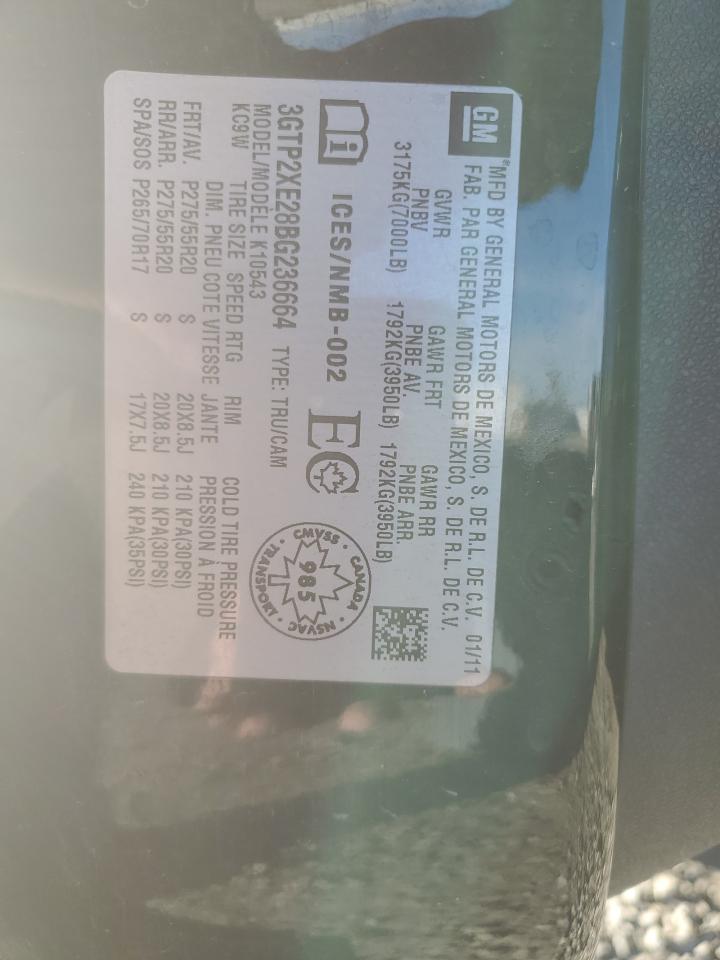 GM
®MFD BY GENERAL MOTORS DE MEXICO, S. DE R.L. DE C.V. 01/11
FAB. PAR GENERAL MOTORS DE MEXICO, S. DE R.L. DE C.V.
GVWR GAWR FRT GAWR RR
PNBV PNBE AV. PNBE ARR.
3175KG(7000LB) 1792KG(3950LB) 1792KG(3950LB)
i ICES/NMB-002 EC
CMVSS · CANADA · TRANSPORT · NSVAC
985
3GTP2XE28BG236664 TYPE: TRU/CAM
MODEL/MODÈLE K10543
KC9W TIRE SIZE SPEED RTG RIM COLD TIRE PRESSURE
DIM. PNEU COTE VITESSE JANTE PRESSION À FROID
FRT/AV. P275/55R20 S 20X8.5J 210 KPA(30PSI)
RR/ARR. P275/55R20 S 20X8.5J 210 KPA(30PSI)
SPA/SOS P265/70R17 S 17X7.5J 240 KPA(35PSI)